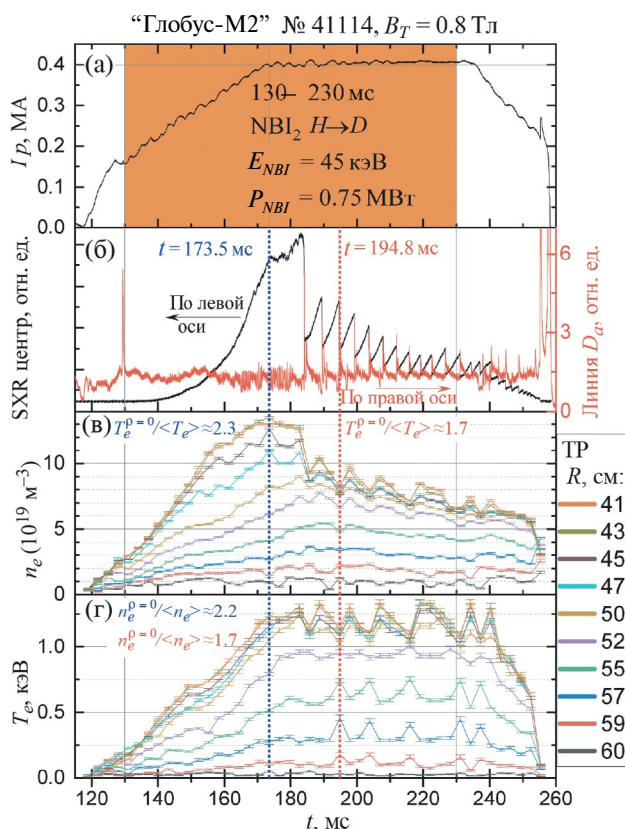 “Глобус-М2” № 41114, B_T = 0.8 Тл
(а)
I_p, МА
0.4
0.3
0.2
0.1
0.0
130– 230 мс
NBI₂ H→D
E_NBI = 45 кэВ
P_NBI = 0.75 МВт
(б)
SXR центр, отн. ед.
t = 173.5 мс
t = 194.8 мс
По левой
оси
По правой оси
6
3
0
Линия D_a, отн. ед.
(в)
n_e (10¹⁹ м⁻³)
10
5
0
T_e^ρ = 0/<T_e> ≈2.3
T_e^ρ = 0/<T_e> ≈1.7
(г)
T_e, кэВ
1.0
0.5
0.0
n_e^ρ = 0/<n_e> ≈2.2
n_e^ρ = 0/<n_e> ≈1.7
120 140 160 180 200 220 240 260
t, мс
ТР
R, см:
41
43
45
47
50
52
55
57
59
60